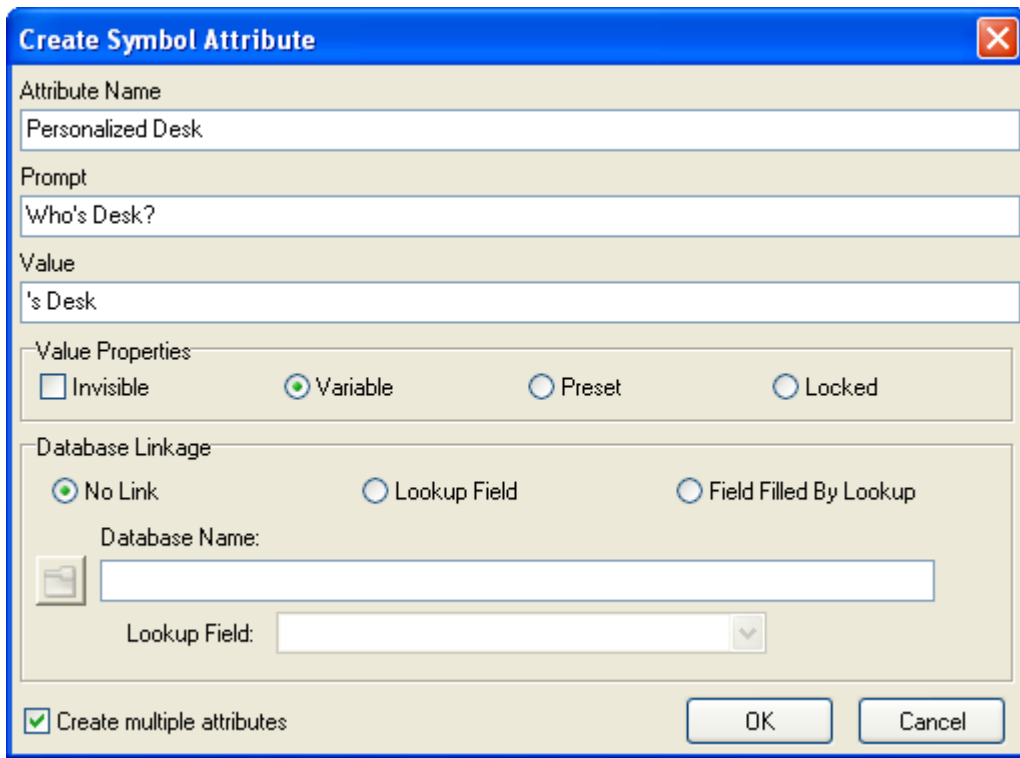 Create Symbol Attribute
Attribute Name
Personalized Desk
Prompt
Who's Desk?
Value
's Desk
Value Properties
Invisible Variable Preset Locked
Database Linkage
No Link Lookup Field Field Filled By Lookup
Database Name:
Lookup Field:
Create multiple attributes OK Cancel